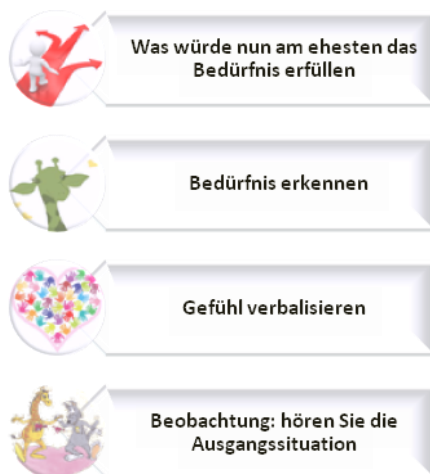 Was würde nun am ehesten das
Bedürfnis erfüllen
Bedürfnis erkennen
Gefühl verbalisieren
Beobachtung: hören Sie die
Ausgangssituation